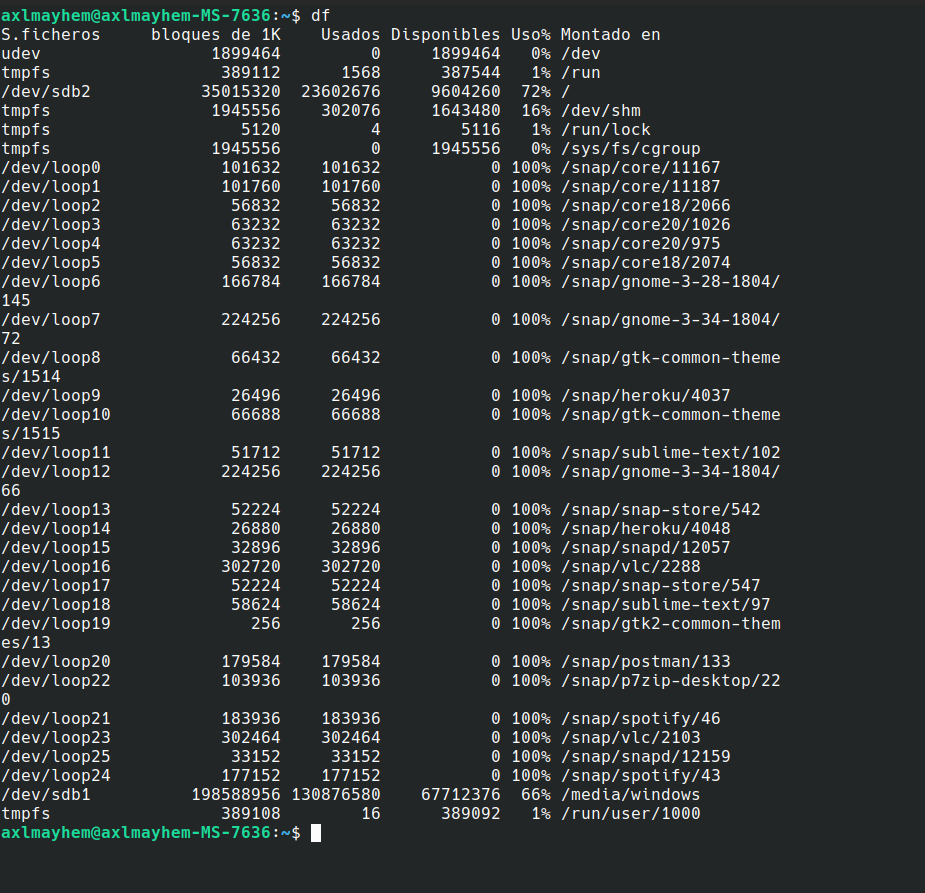 axlmayhem@axlmayhem-MS-7636:~$ df
S.ficheros     bloques de 1K    Usados Disponibles Uso% Montado en
udev                 1899464         0     1899464   0% /dev
tmpfs                 389112      1568      387544   1% /run
/dev/sdb2           35015320  23602676     9604260  72% /
tmpfs                1945556    302076     1643480  16% /dev/shm
tmpfs                   5120         4        5116   1% /run/lock
tmpfs                1945556         0     1945556   0% /sys/fs/cgroup
/dev/loop0            101632    101632           0 100% /snap/core/11167
/dev/loop1            101760    101760           0 100% /snap/core/11187
/dev/loop2             56832     56832           0 100% /snap/core18/2066
/dev/loop3             63232     63232           0 100% /snap/core20/1026
/dev/loop4             63232     63232           0 100% /snap/core20/975
/dev/loop5             56832     56832           0 100% /snap/core18/2074
/dev/loop6            166784    166784           0 100% /snap/gnome-3-28-1804/
145
/dev/loop7            224256    224256           0 100% /snap/gnome-3-34-1804/
72
/dev/loop8             66432     66432           0 100% /snap/gtk-common-theme
s/1514
/dev/loop9             26496     26496           0 100% /snap/heroku/4037
/dev/loop10            66688     66688           0 100% /snap/gtk-common-theme
s/1515
/dev/loop11            51712     51712           0 100% /snap/sublime-text/102
/dev/loop12           224256    224256           0 100% /snap/gnome-3-34-1804/
66
/dev/loop13            52224     52224           0 100% /snap/snap-store/542
/dev/loop14            26880     26880           0 100% /snap/heroku/4048
/dev/loop15            32896     32896           0 100% /snap/snapd/12057
/dev/loop16           302720    302720           0 100% /snap/vlc/2288
/dev/loop17            52224     52224           0 100% /snap/snap-store/547
/dev/loop18            58624     58624           0 100% /snap/sublime-text/97
/dev/loop19              256       256           0 100% /snap/gtk2-common-them
es/13
/dev/loop20           179584    179584           0 100% /snap/postman/133
/dev/loop22           103936    103936           0 100% /snap/p7zip-desktop/22
0
/dev/loop21           183936    183936           0 100% /snap/spotify/46
/dev/loop23           302464    302464           0 100% /snap/vlc/2103
/dev/loop25            33152     33152           0 100% /snap/snapd/12159
/dev/loop24           177152    177152           0 100% /snap/spotify/43
/dev/sdb1          198588956 130876580    67712376  66% /media/windows
tmpfs                 389108        16      389092   1% /run/user/1000
axlmayhem@axlmayhem-MS-7636:~$